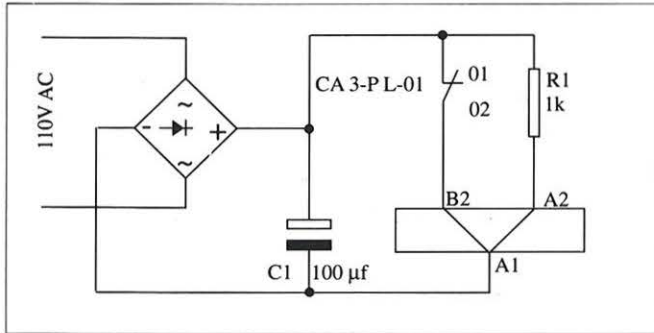 110V AC
~
- +
~
CA 3-P L-01
01
02
R1
1k
B2
A2
A1
C1
100 µf